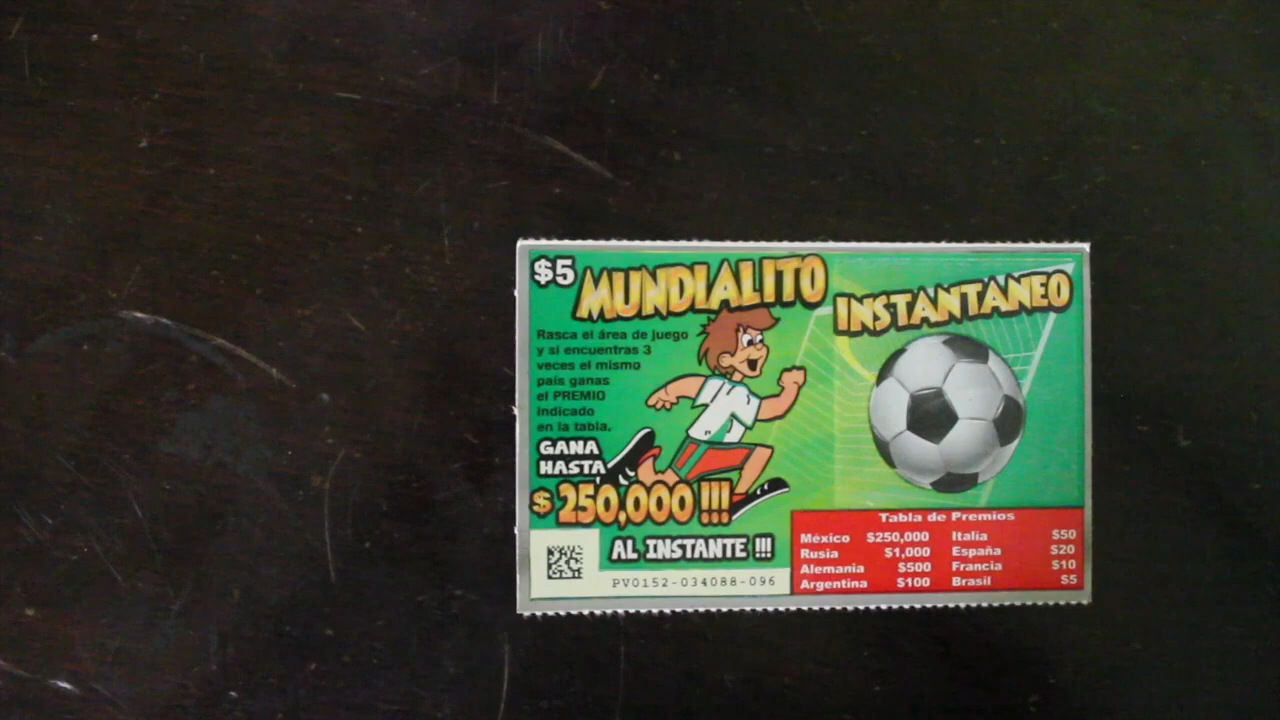 $5 MUNDIALITO INSTANTANEO
Rasca el área de juego
y si encuentras 3
veces el mismo
país ganas
el PREMIO
indicado
en la tabla.
GANA
HASTA
$250,000 !!!
AL INSTANTE !!!
PV0152-034088-096
Tabla de Premios
México $250,000 Italia $50
Rusia $1,000 España $20
Alemania $500 Francia $10
Argentina $100 Brasil $5